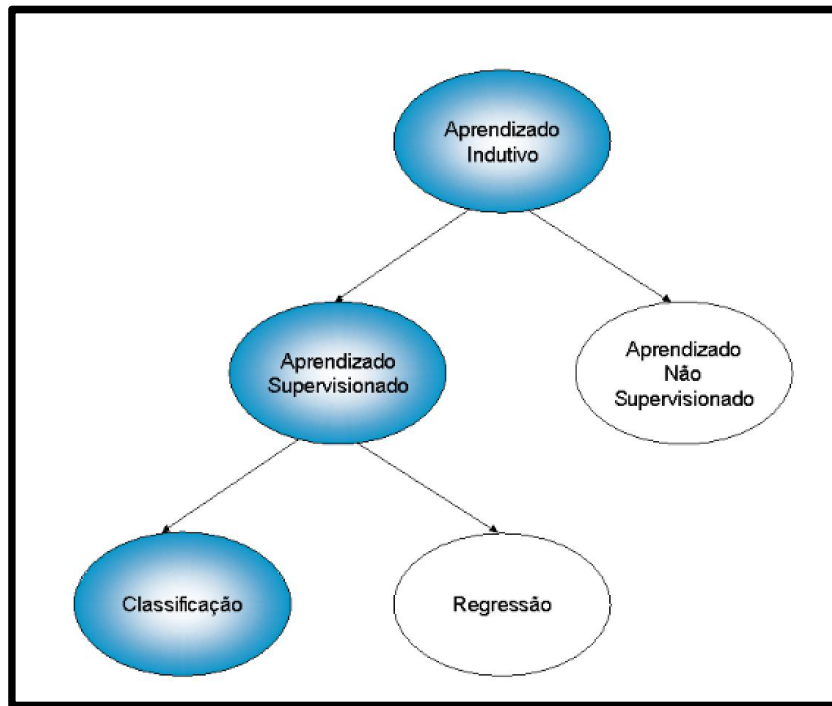 Aprendizado
Indutivo
Aprendizado
Supervisionado
Aprendizado
Não
Supervisionado
Classificação
Regressão